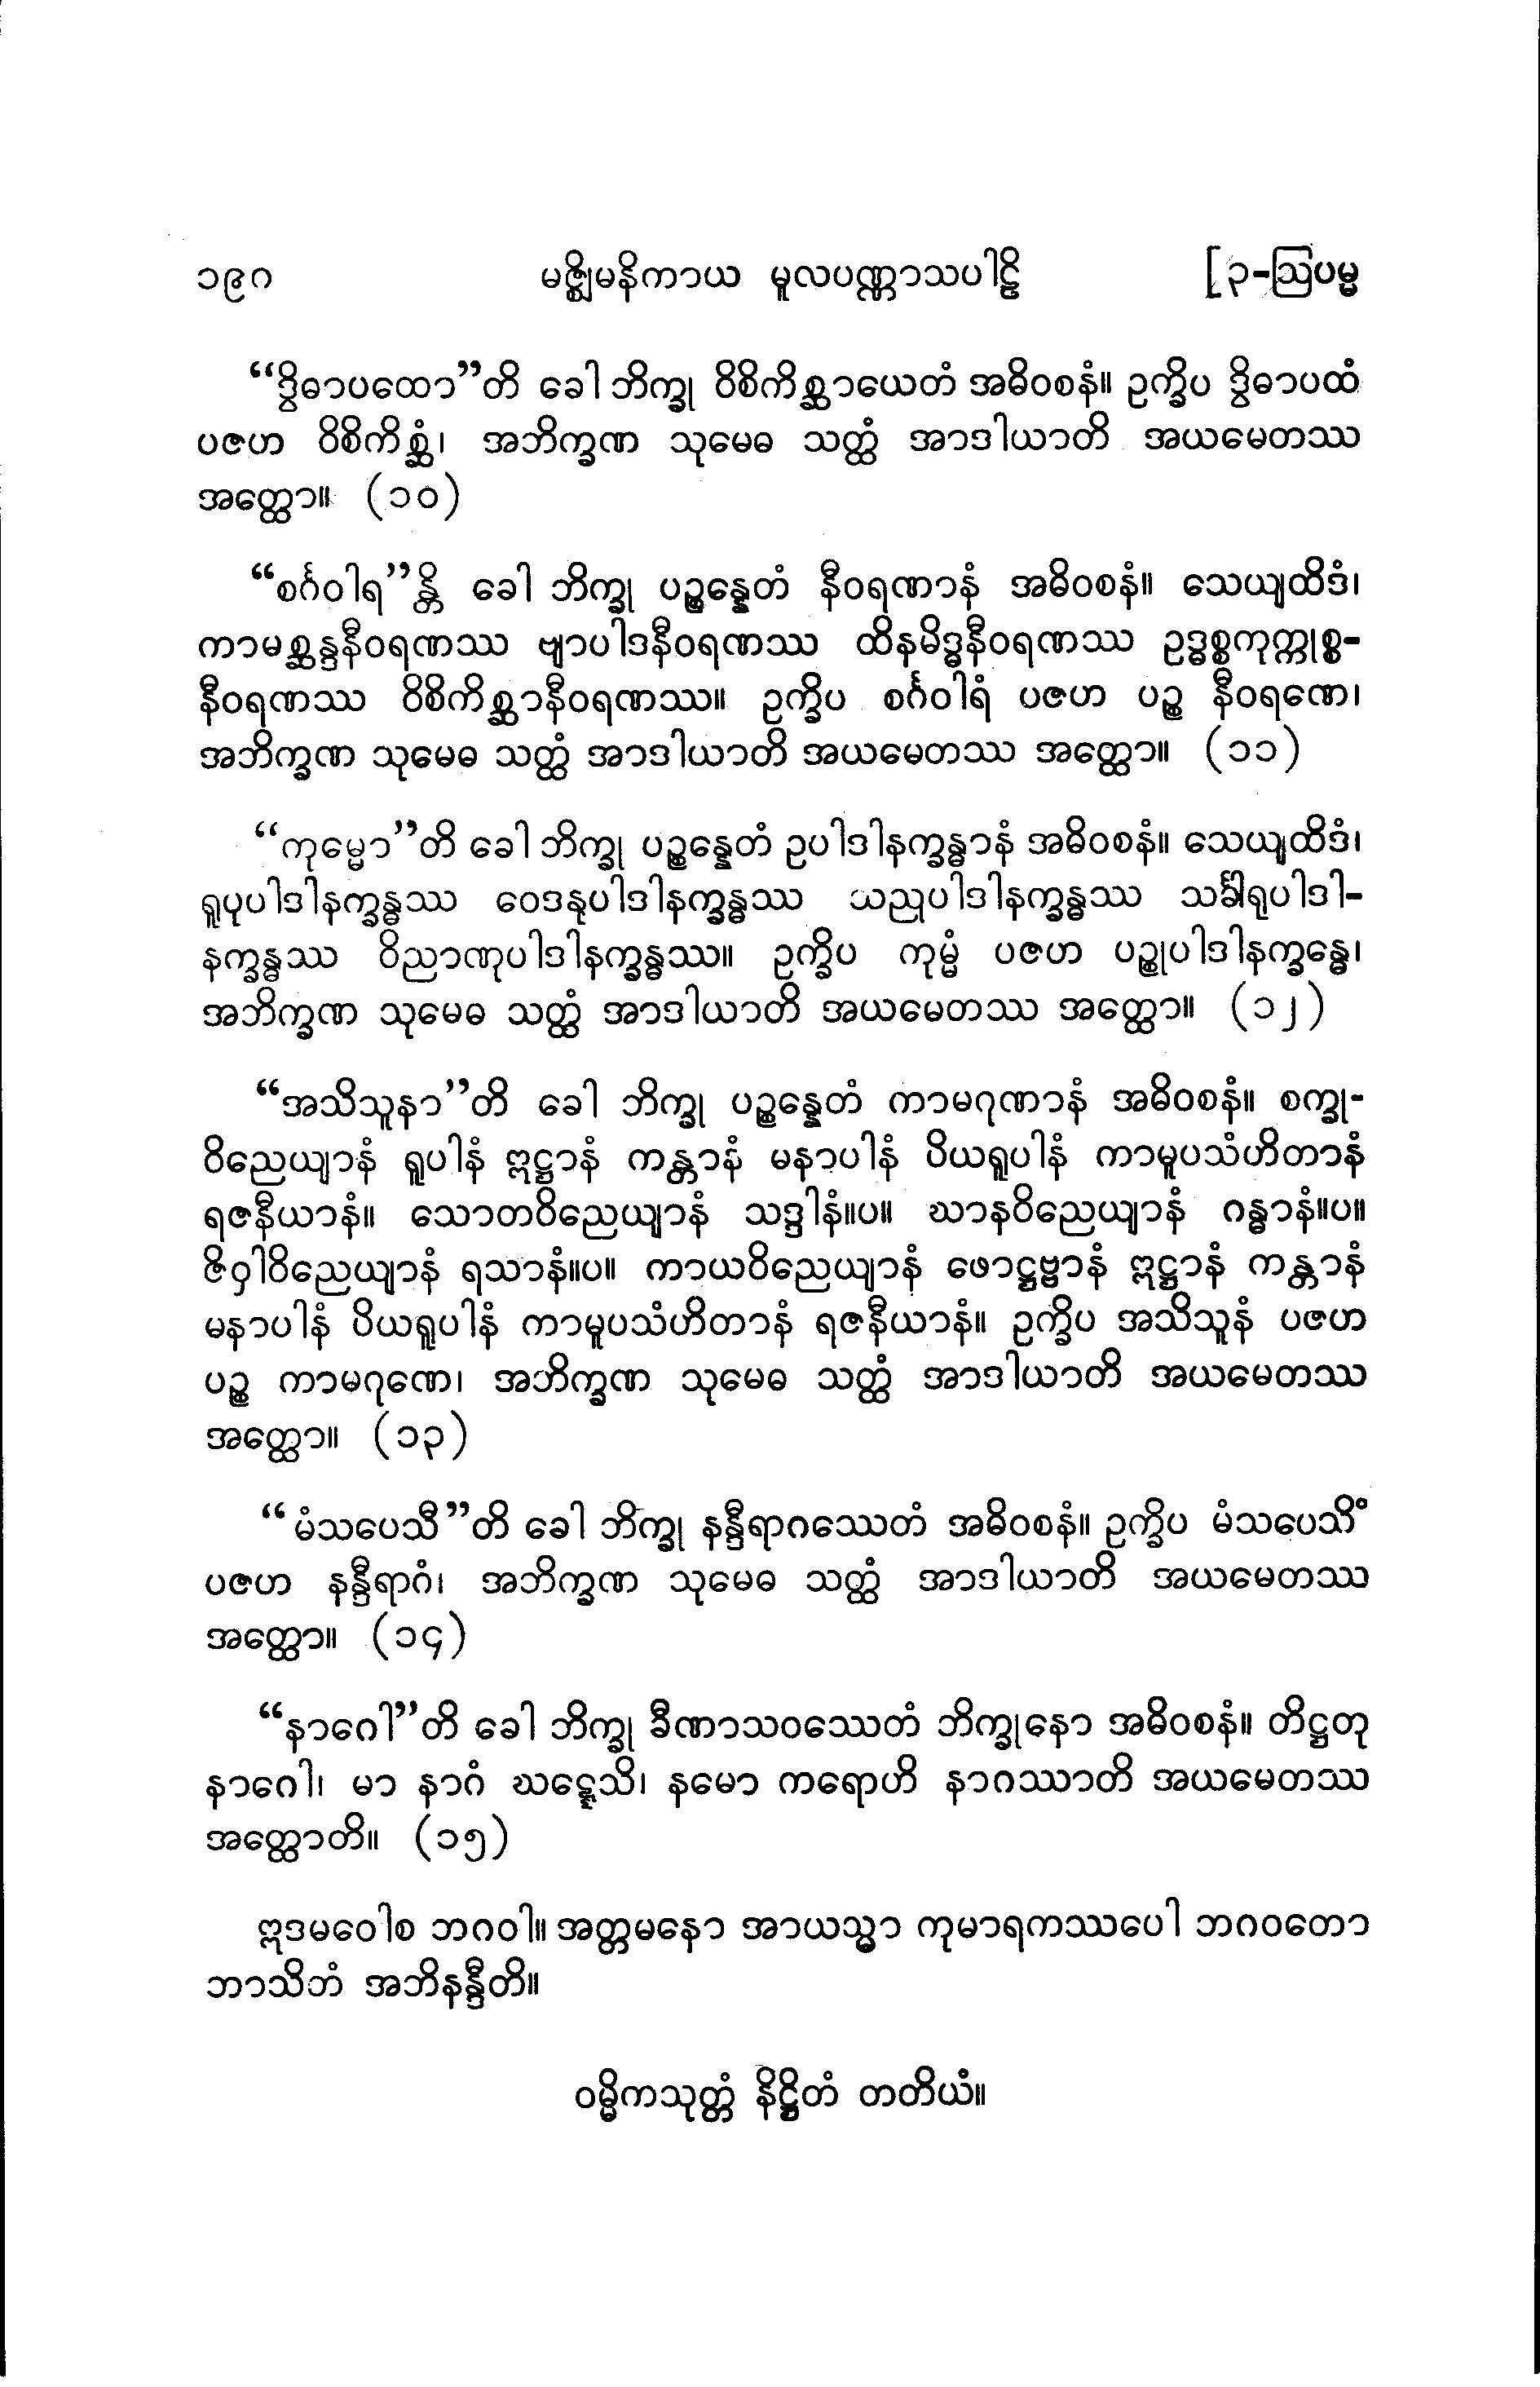 ၁၉၀ မဇ္ဈိမနိကာယ မူလပဏ္ဏာသပါဠိ [၃-ဩပမ္မ
“ဒွိဓာပထော”တိ ခေါ ဘိက္ခု ဝိစိကိစ္ဆာယေတံ အဓိဝစနံ။ ဥက္ခိပ ဒွိဓာပထံ
ပဇဟ ဝိစိကိစ္ဆံ၊ အဘိက္ခဏ သုမေဓ သတ္ထံ အာဒါယာတိ အယမေတဿ
အတ္ထော။ (၁၀)
“စင်္ဂဝါရ”န္တိ ခေါ ဘိက္ခု ပဉ္စန္နေတံ နီဝရဏာနံ အဓိဝစနံ။ သေယျထိဒံ၊
ကာမစ္ဆန္ဒနီဝရဏဿ ဗျာပါဒနီဝရဏဿ ထိနမိဒ္ဓနီဝရဏဿ ဥဒ္ဓစ္စကုက္ကုစ္စ-
နီဝရဏဿ ဝိစိကိစ္ဆာနီဝရဏဿ။ ဥက္ခိပ စင်္ဂဝါရံ ပဇဟ ပဉ္စ နီဝရဏေ၊
အဘိက္ခဏ သုမေဓ သတ္ထံ အာဒါယာတိ အယမေတဿ အတ္ထော။ (၁၁)
“ကုမ္မော”တိ ခေါ ဘိက္ခု ပဉ္စန္နေတံ ဥပါဒါနက္ခန္ဓာနံ အဓိဝစနံ။ သေယျထိဒံ၊
ရူပုပါဒါနက္ခန္ဓဿ ဝေဒနုပါဒါနက္ခန္ဓဿ သညုပါဒါနက္ခန္ဓဿ သင်္ခါရုပါဒါ-
နက္ခန္ဓဿ ဝိညာဏုပါဒါနက္ခန္ဓဿ။ ဥက္ခိပ ကုမ္မံ ပဇဟ ပဉ္စုပါဒါနက္ခန္ဓေ၊
အဘိက္ခဏ သုမေဓ သတ္ထံ အာဒါယာတိ အယမေတဿ အတ္ထော။ (၁၂)
“အသိသူနာ”တိ ခေါ ဘိက္ခု ပဉ္စန္နေတံ ကာမဂုဏာနံ အဓိဝစနံ။ စက္ခု-
ဝိညေယျာနံ ရူပါနံ ဣဋ္ဌာနံ ကန္တာနံ မနာပါနံ ပိယရူပါနံ ကာမူပသံဟိတာနံ
ရဇနီယာနံ။ သောတဝိညေယျာနံ သဒ္ဒါနံ။ပ။ ဃာနဝိညေယျာနံ ဂန္ဓာနံ။ပ။
ဇိဝှါဝိညေယျာနံ ရသာနံ။ပ။ ကာယဝိညေယျာနံ ဖောဋ္ဌဗ္ဗာနံ ဣဋ္ဌာနံ ကန္တာနံ
မနာပါနံ ပိယရူပါနံ ကာမူပသံဟိတာနံ ရဇနီယာနံ။ ဥက္ခိပ အသိသူနံ ပဇဟ
ပဉ္စ ကာမဂုဏေ၊ အဘိက္ခဏ သုမေဓ သတ္ထံ အာဒါယာတိ အယမေတဿ
အတ္ထော။ (၁၃)
“မံသပေသီ”တိ ခေါ ဘိက္ခု နန္ဒီရာဂဿေတံ အဓိဝစနံ။ ဥက္ခိပ မံသပေသိံ
ပဇဟ နန္ဒီရာဂံ၊ အဘိက္ခဏ သုမေဓ သတ္ထံ အာဒါယာတိ အယမေတဿ
အတ္ထော။ (၁၄)
“နာဂေါ”တိ ခေါ ဘိက္ခု ခီဏာသဝဿေတံ ဘိက္ခုနော အဓိဝစနံ။ တိဋ္ဌတု
နာဂေါ၊ မာ နာဂံ ဃဋ္ဋေသိ၊ နမော ကရောဟိ နာဂဿာတိ အယမေတဿ
အတ္ထောတိ။ (၁၅)
ဣဒမဝေါစ ဘဂဝါ။ အတ္တမနော အာယသ္မာ ကုမာရကဿပေါ ဘဂဝတော
ဘာသိတံ အဘိနန္ဒီတိ။
ဝမ္မိကသုတ္တံ နိဋ္ဌိတံ တတိယံ။